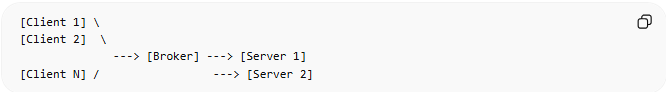 [Client 1] \
[Client 2]  \
              ---> [Broker] ---> [Server 1]
[Client N] /                 ---> [Server 2]